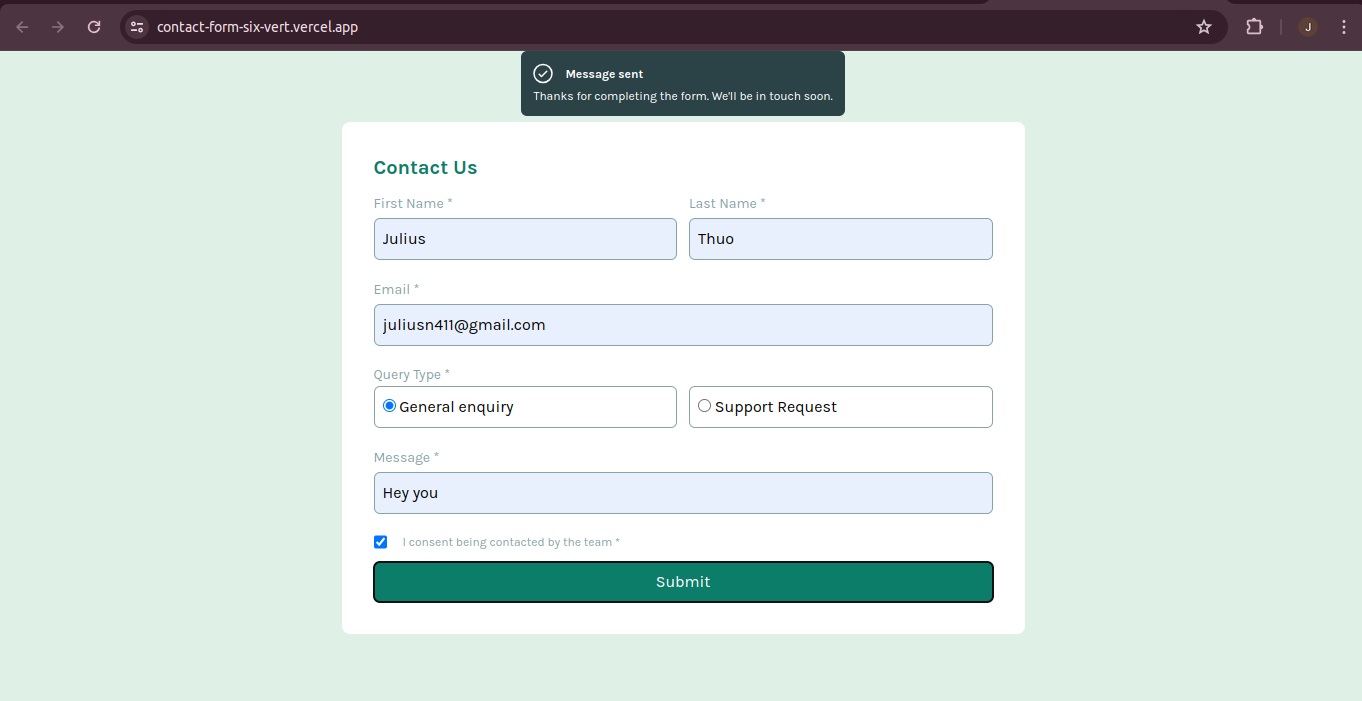 contact-form-six-vert.vercel.app
J
Message sent
Thanks for completing the form. We'll be in touch soon.
Contact Us
First Name * Last Name *
Julius Thuo
Email *
juliusn411@gmail.com
Query Type *
General enquiry Support Request
Message *
Hey you
I consent being contacted by the team *
Submit